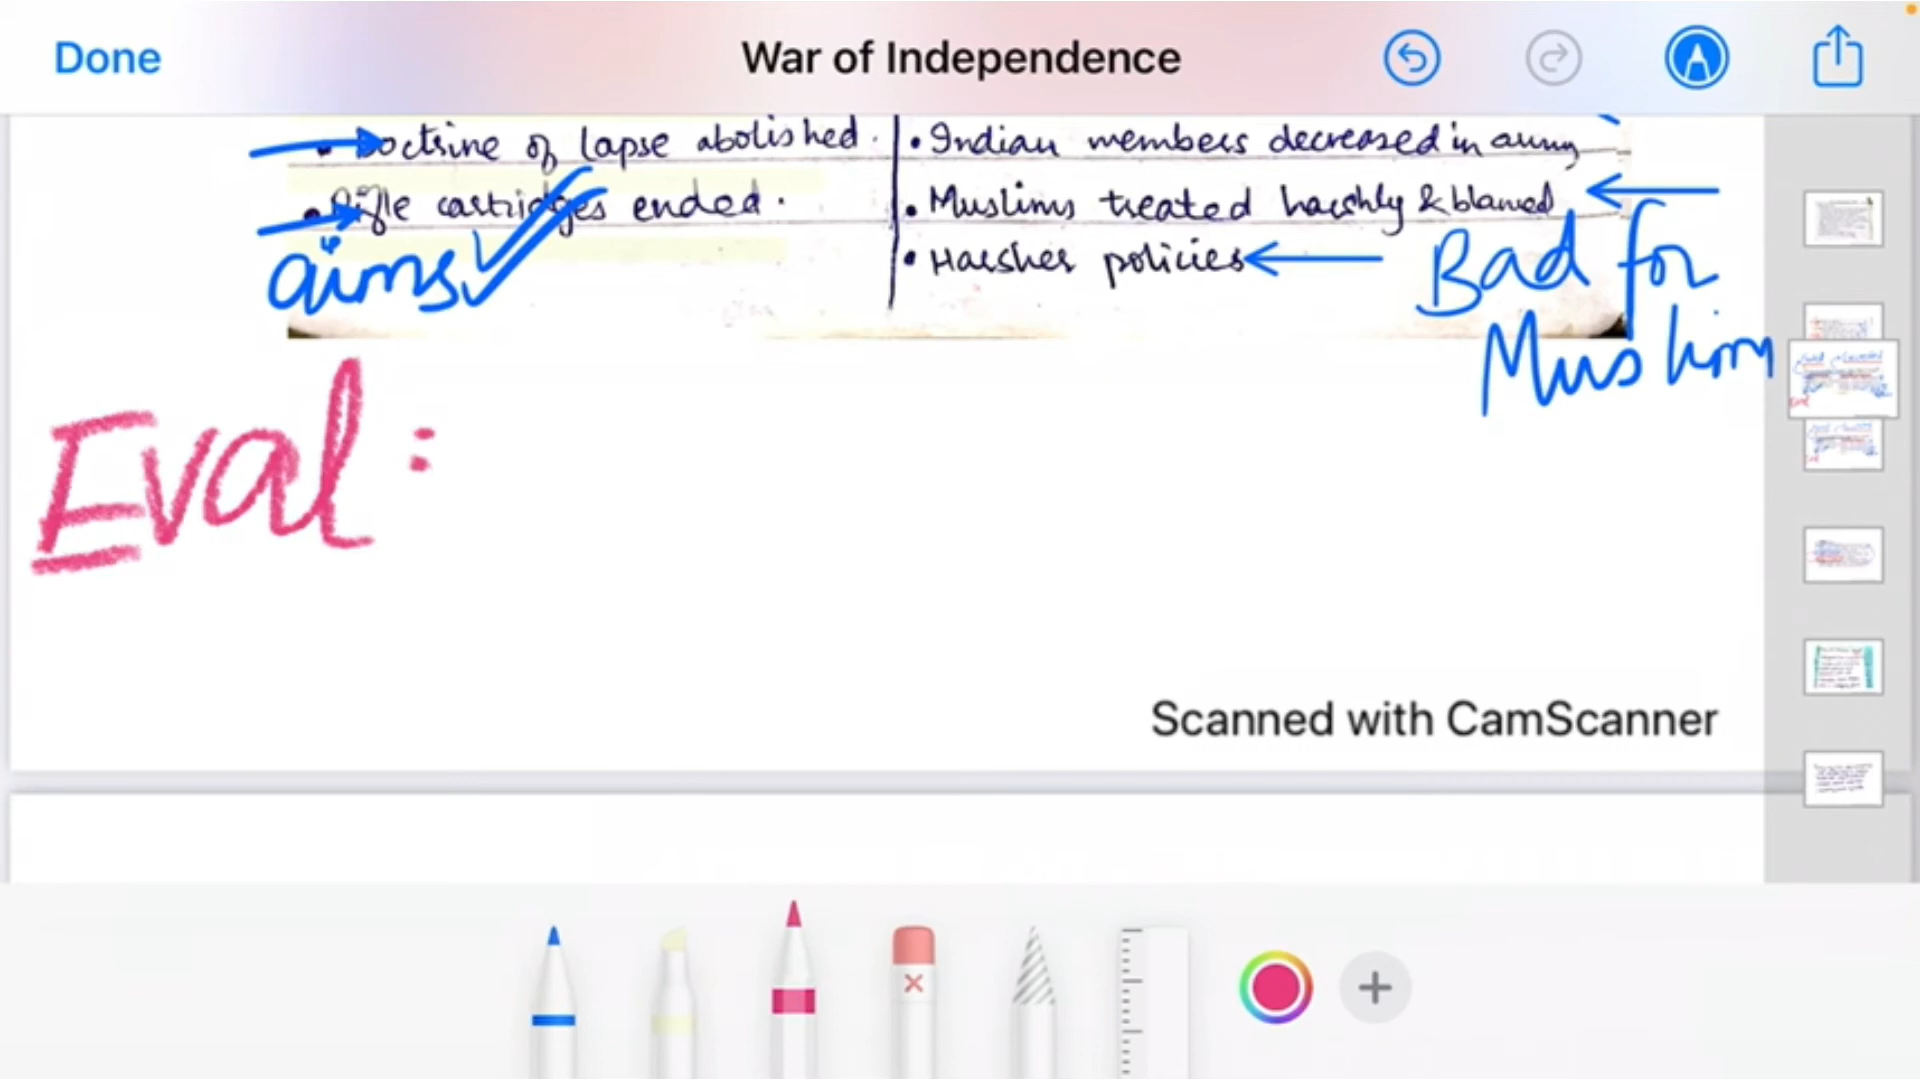 Done
War of Independence
• Doctrine of lapse abolished.
• Rifle cartridges ended.
aims
• Indian members decreased in army
• Muslims treated harshly & blamed
• Harsher policies
Bad for
Muslim
Eval:
Scanned with CamScanner